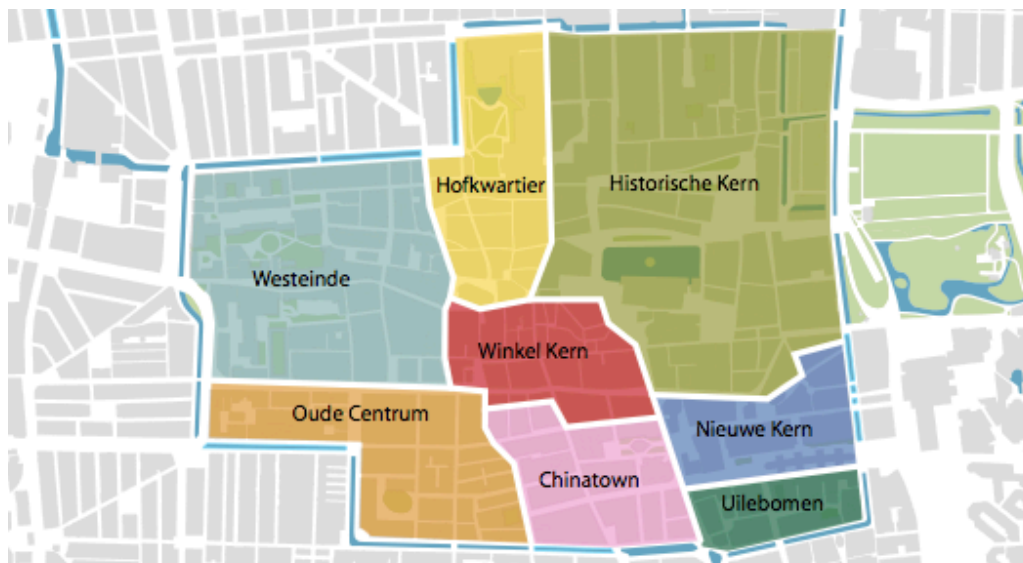 Hofkwartier
Historische Kern
Westeinde
Winkel Kern
Oude Centrum
Nieuwe Kern
Chinatown
Uilebomen